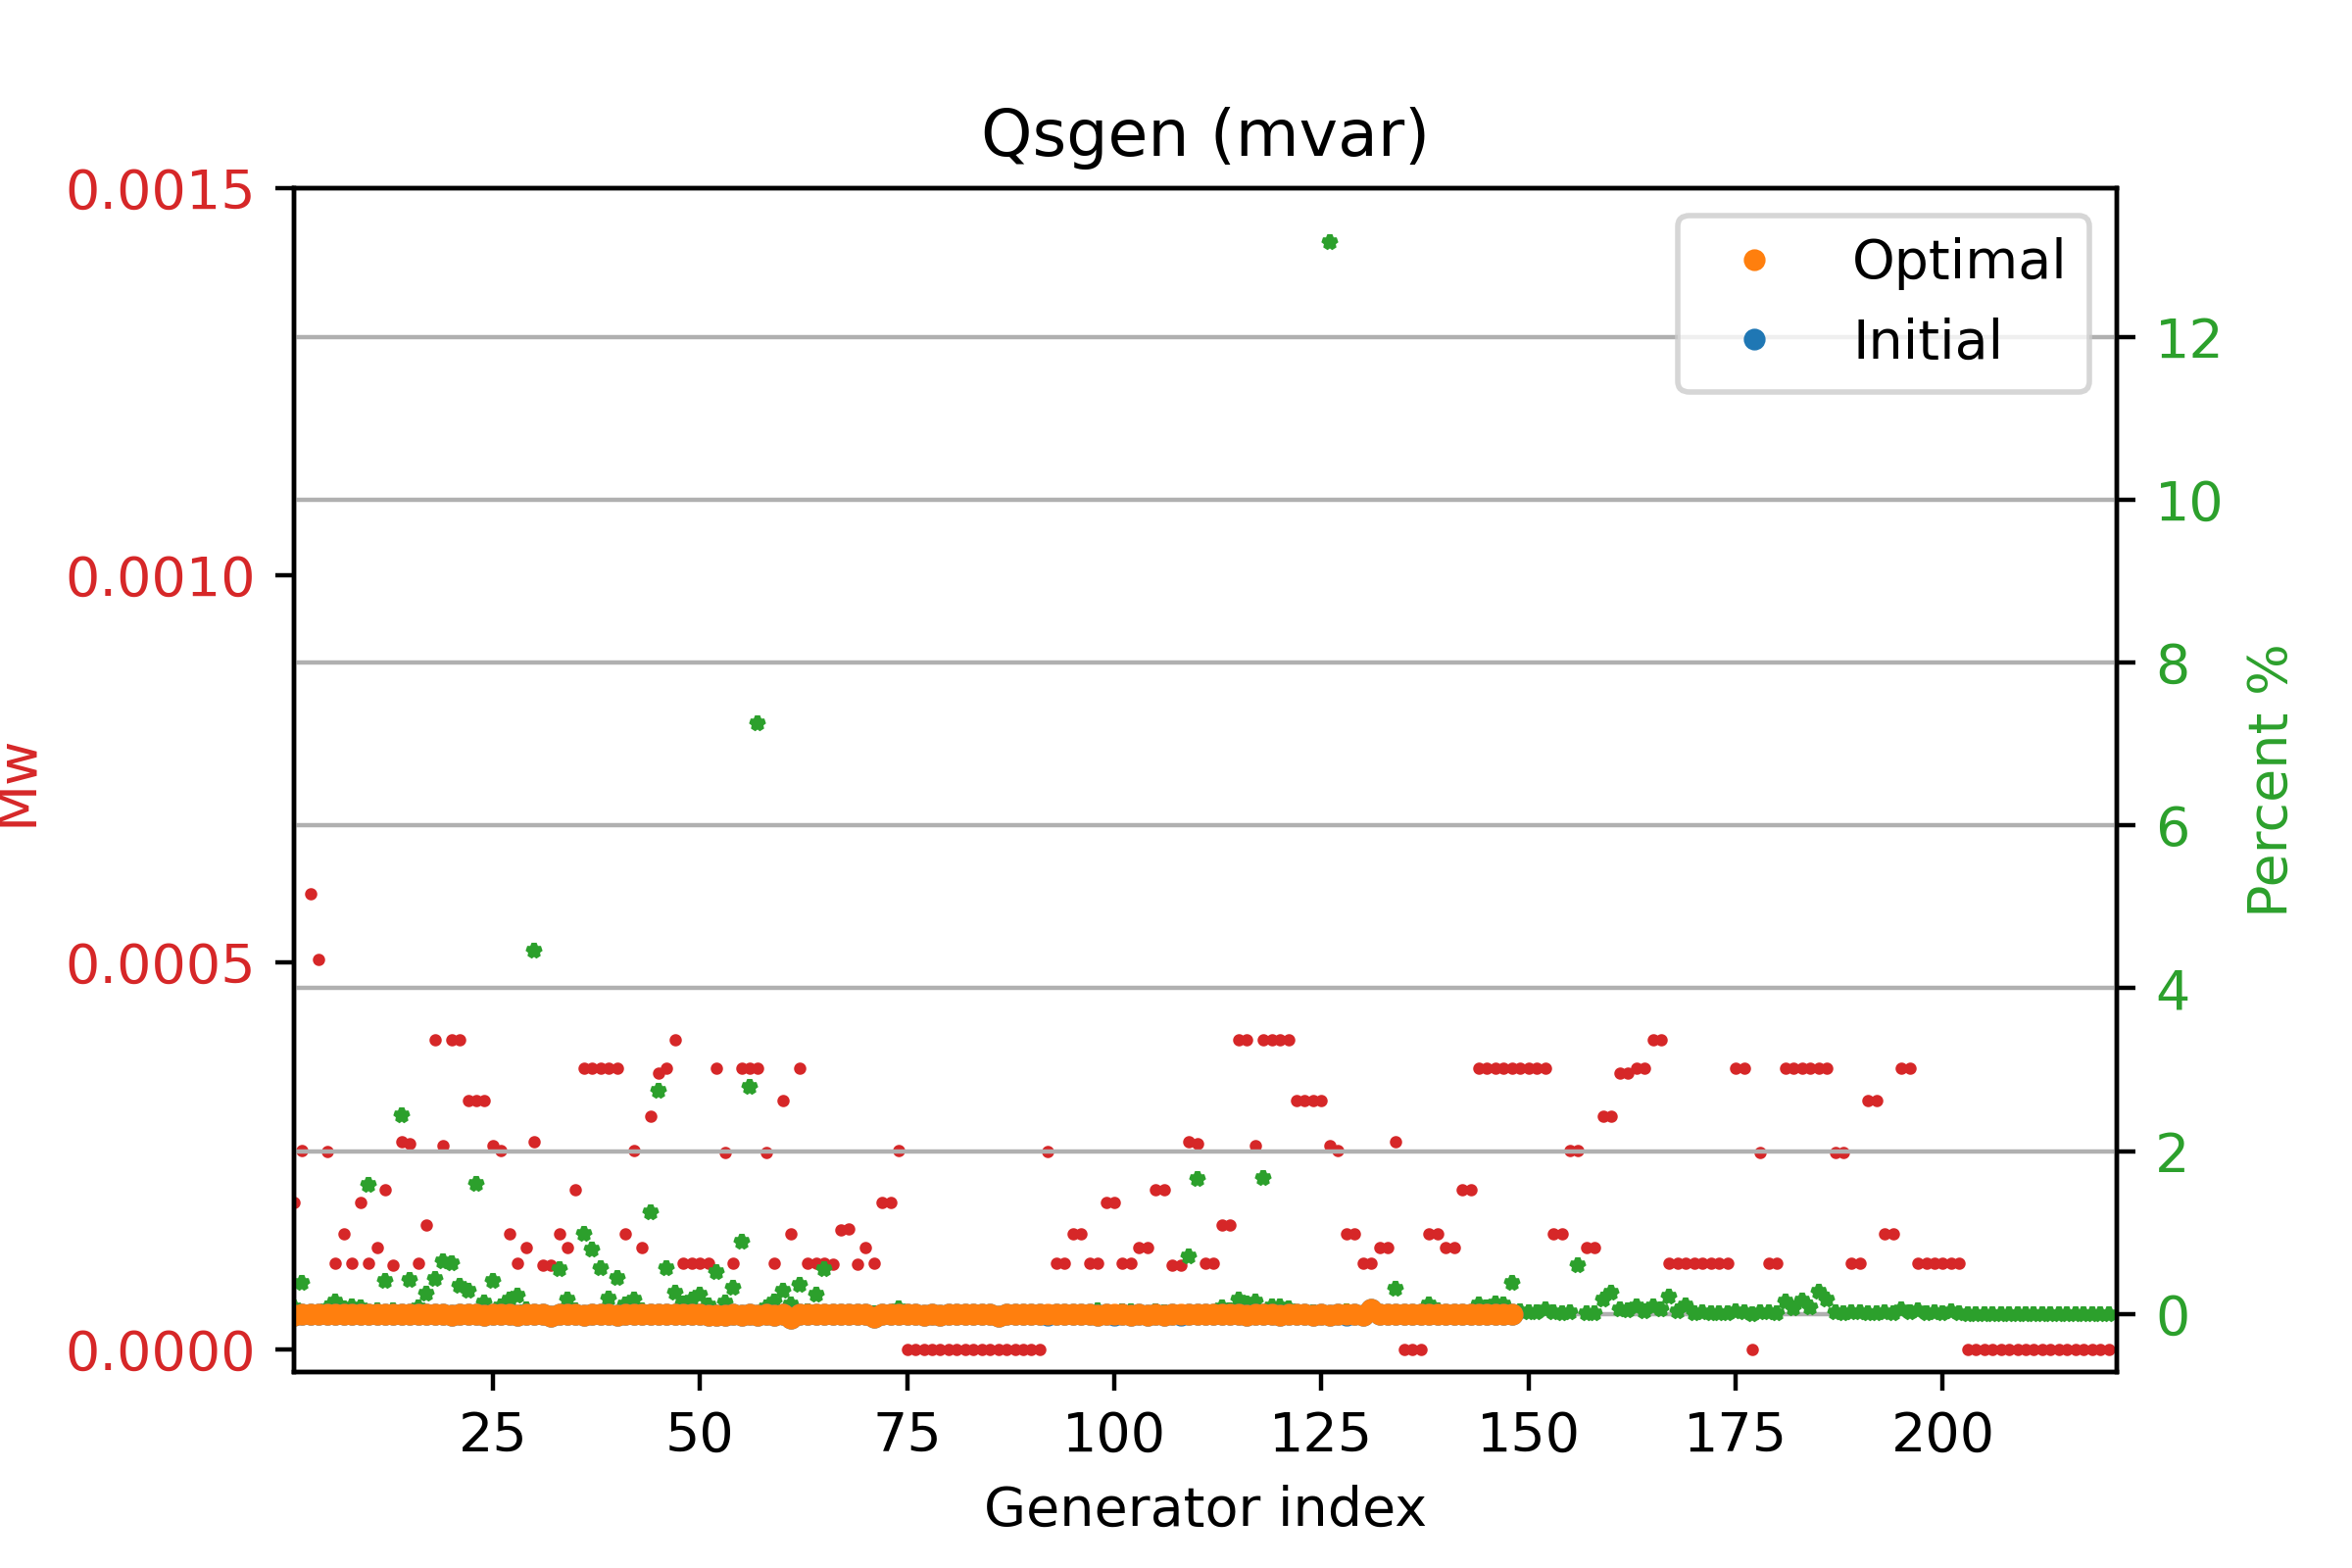 Qsgen (mvar)
0.0015
0.0010
0.0005
0.0000
Mw
Optimal
Initial
12
10
8
6
4
2
0
Percent %
25 50 75 100 125 150 175 200
Generator index